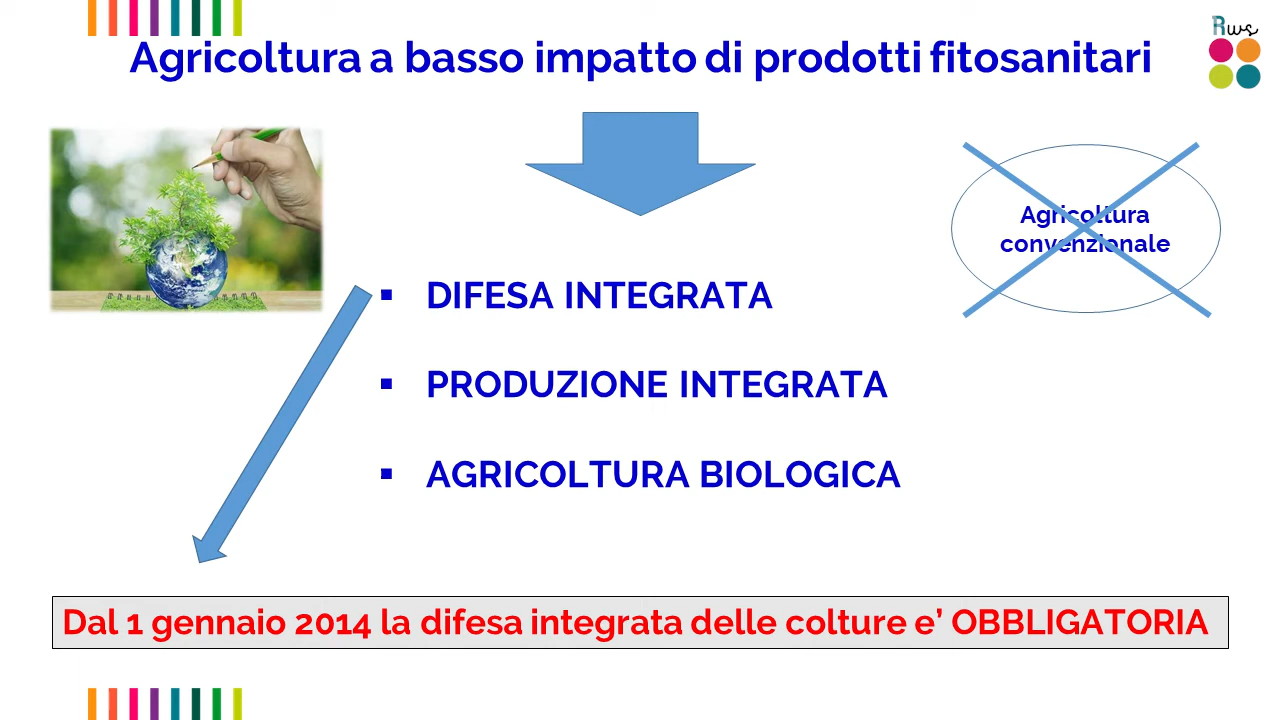 Rws
Agricoltura a basso impatto di prodotti fitosanitari
Agricoltura
convenzionale
▪ DIFESA INTEGRATA
▪ PRODUZIONE INTEGRATA
▪ AGRICOLTURA BIOLOGICA
Dal 1 gennaio 2014 la difesa integrata delle colture e’ OBBLIGATORIA